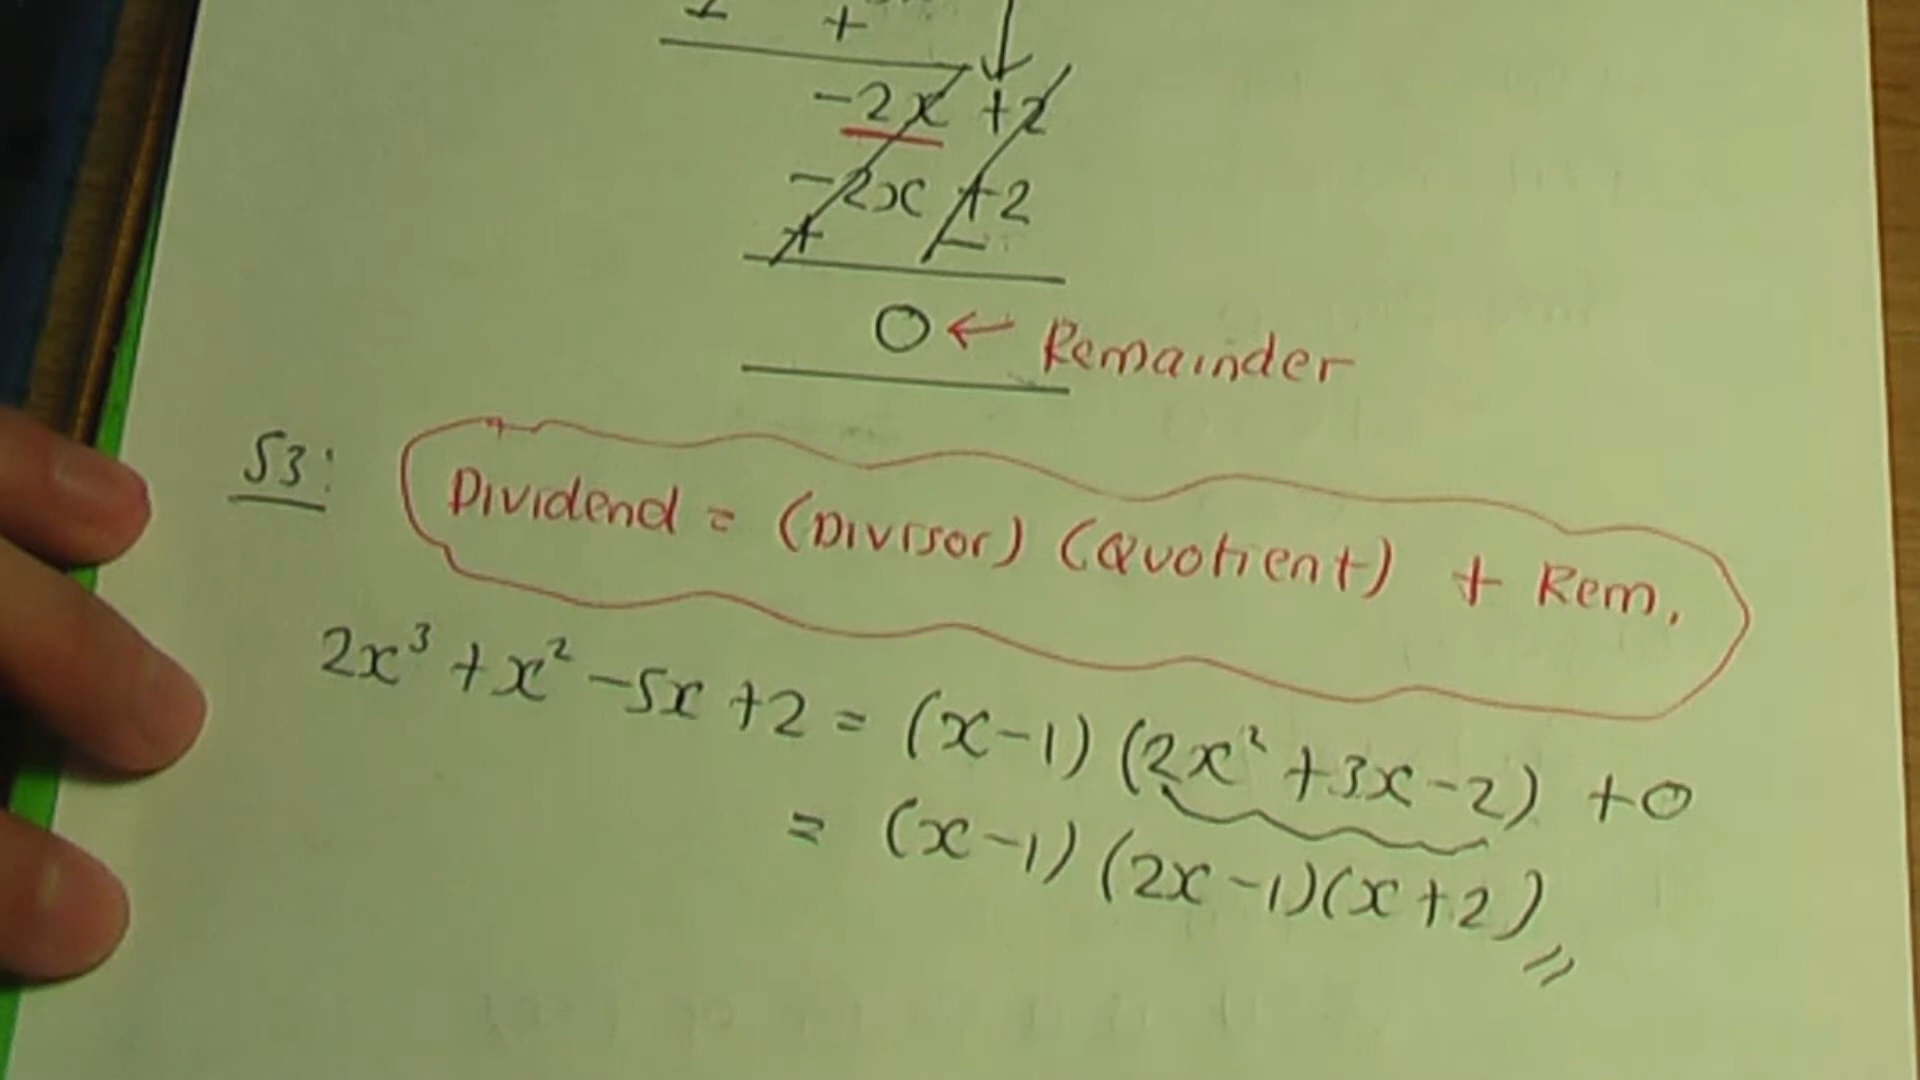 +
-2x +2
-2x +2
+ -
0 ← Remainder
S3:
Dividend = (Divisor) (Quotient) + Rem.
2x³ + x² - 5x + 2 = (x-1) (2x² + 3x - 2) + 0
= (x-1) (2x-1)(x+2)